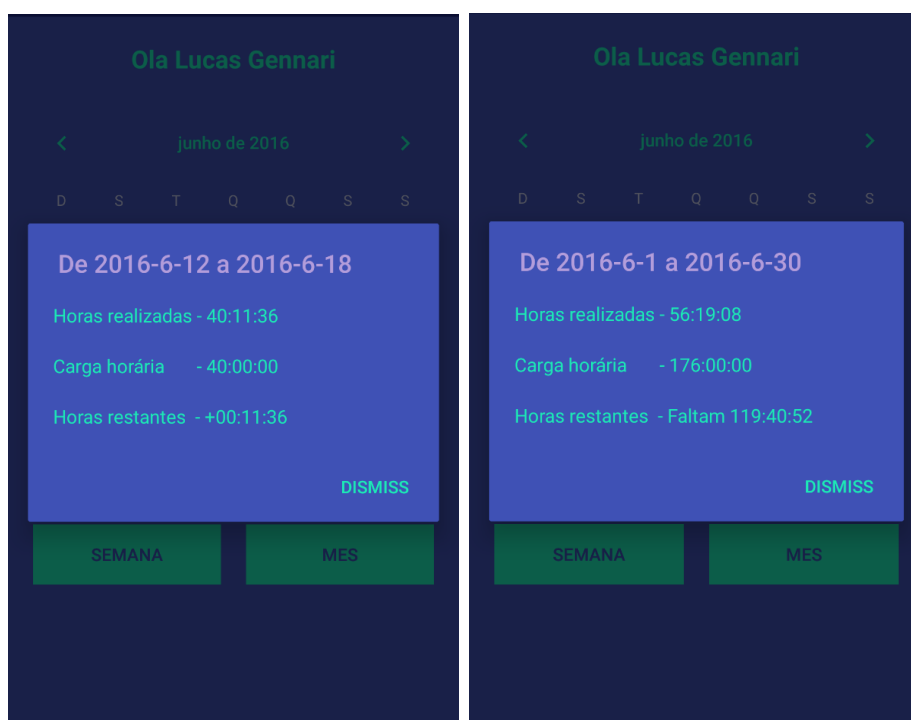 Ola Lucas Gennari
junho de 2016
D S T Q Q S S
De 2016-6-12 a 2016-6-18
Horas realizadas - 40:11:36
Carga horária - 40:00:00
Horas restantes - +00:11:36
DISMISS
SEMANA MES
Ola Lucas Gennari
junho de 2016
D S T Q Q S S
De 2016-6-1 a 2016-6-30
Horas realizadas - 56:19:08
Carga horária - 176:00:00
Horas restantes - Faltam 119:40:52
DISMISS
SEMANA MES